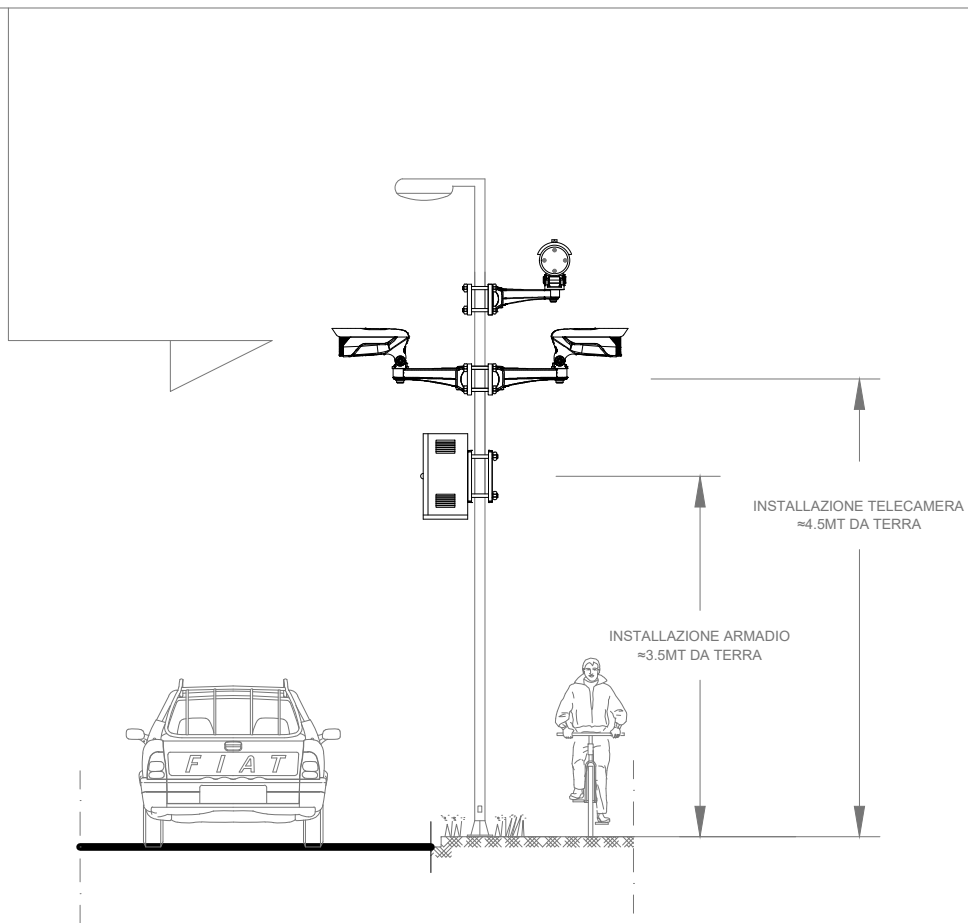 INSTALLAZIONE TELECAMERA
≈4.5MT DA TERRA
INSTALLAZIONE ARMADIO
≈3.5MT DA TERRA
FIAT